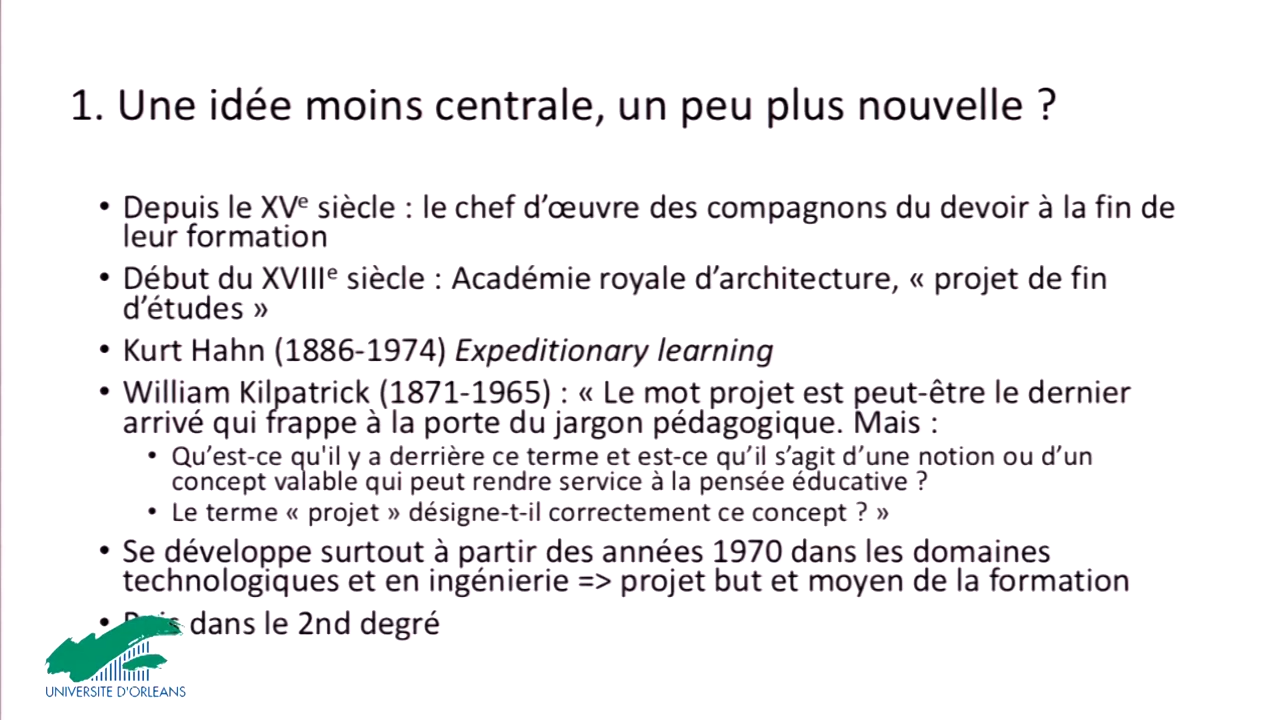 1. Une idée moins centrale, un peu plus nouvelle ?
• Depuis le XVe siècle : le chef d’œuvre des compagnons du devoir à la fin de
leur formation
• Début du XVIIIe siècle : Académie royale d’architecture, « projet de fin
d’études »
• Kurt Hahn (1886-1974) Expeditionary learning
• William Kilpatrick (1871-1965) : « Le mot projet est peut-être le dernier
arrivé qui frappe à la porte du jargon pédagogique. Mais :
• Qu’est-ce qu'il y a derrière ce terme et est-ce qu’il s’agit d’une notion ou d’un
concept valable qui peut rendre service à la pensée éducative ?
• Le terme « projet » désigne-t-il correctement ce concept ? »
• Se développe surtout à partir des années 1970 dans les domaines
technologiques et en ingénierie => projet but et moyen de la formation
• dans le 2nd degré
UNIVERSITE D'ORLEANS